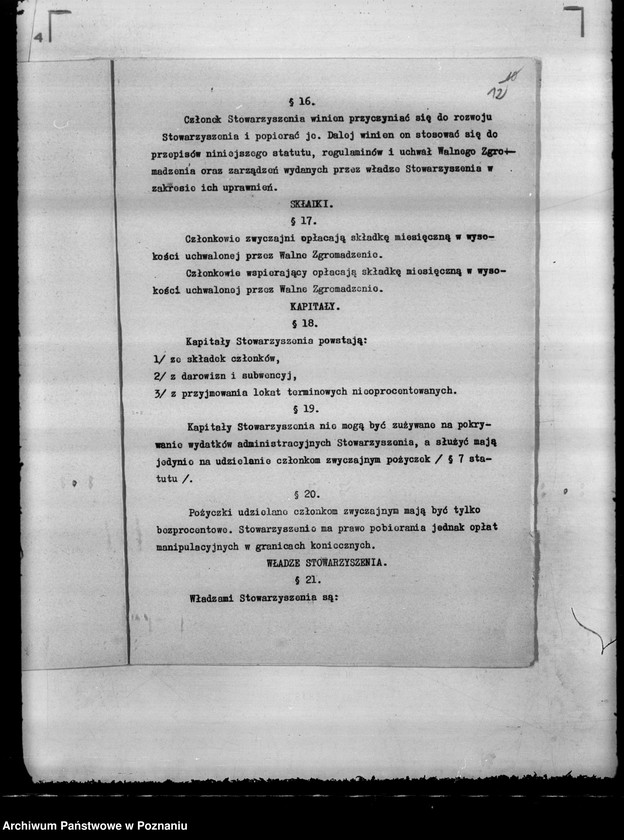 4
10
12
§ 16.
Członek Stowarzyszenia winien przyczyniać się do rozwoju
Stowarzyszenia i popierać je. Dalej winien on stosować się do
przepisów niniejszego statutu, regulaminów i uchwał Walnego Zgro-
madzenia oraz zarządzeń wydanych przez władze Stowarzyszenia w
zakresie ich uprawnień.
SKŁADKI.
§ 17.
Członkowie zwyczajni opłacają składkę miesięczną w wyso-
kości uchwalonej przez Walne Zgromadzenie.
Członkowie wspierający opłacają składkę miesięczną w wyso-
kości uchwalonej przez Walne Zgromadzenie.
KAPITAŁY.
§ 18.
Kapitały Stowarzyszenia powstają:
1/ ze składek członków,
2/ z darowizn i subwencyj,
3/ z przyjmowania lokat terminowych nieoprocentowanych.
§ 19.
Kapitały Stowarzyszenia nie mogą być zużywane na pokry-
wanie wydatków administracyjnych Stowarzyszenia, a służyć mają
jedynie na udzielanie członkom zwyczajnym pożyczek / § 7 sta-
tutu /.
§ 20.
Pożyczki udzielane członkom zwyczajnym mają być tylko
bezprocentowe. Stowarzyszenie ma prawo pobierania jednak opłat
manipulacyjnych w granicach koniecznych.
WŁADZE STOWARZYSZENIA.
§ 21.
Władzami Stowarzyszenia są:
Archiwum Państwowe w Poznaniu